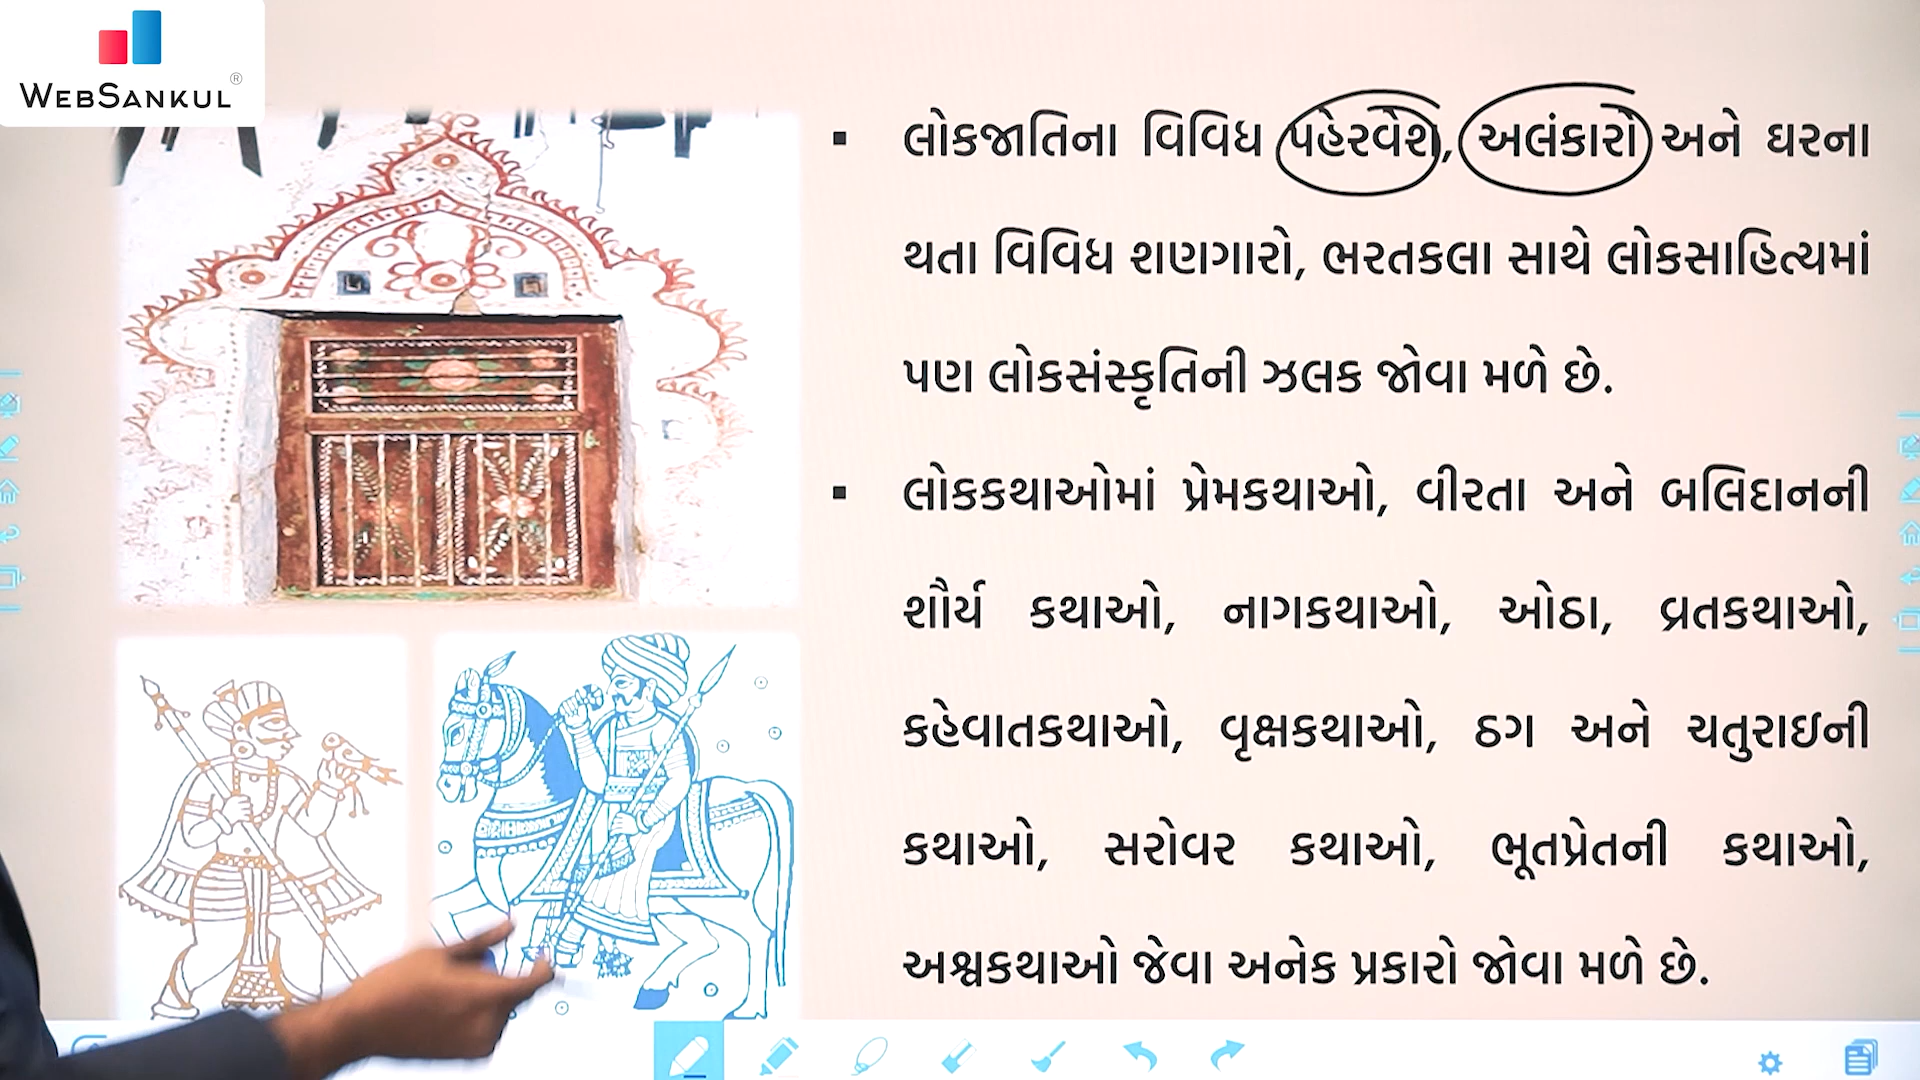 WEBSANKUL®
▪ લોકજાતિના વિવિધ પહેરવેશ, અલંકારો અને ઘરના
થતા વિવિધ શણગારો, ભરતકલા સાથે લોકસાહિત્યમાં
પણ લોકસંસ્કૃતિની ઝલક જોવા મળે છે.
▪ લોકકથાઓમાં પ્રેમકથાઓ, વીરતા અને બલિદાનની
શૌર્ય કથાઓ, નાગકથાઓ, ઓઠા, વ્રતકથાઓ,
કહેવાતકથાઓ, વૃક્ષકથાઓ, ઠગ અને ચતુરાઇની
કથાઓ, સરોવર કથાઓ, ભૂતપ્રેતની કથાઓ,
અશ્વકથાઓ જેવા અનેક પ્રકારો જોવા મળે છે.